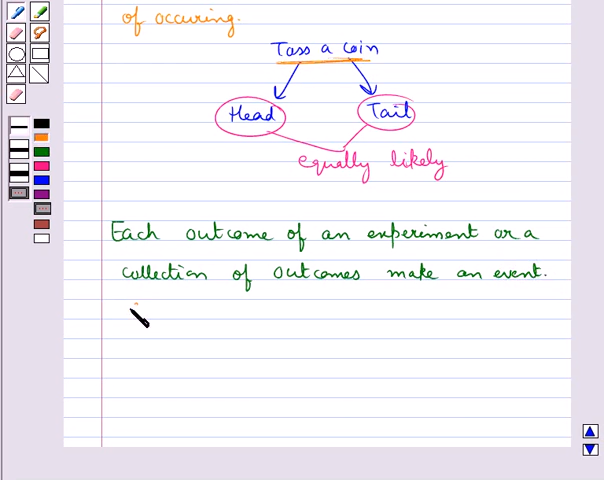 of occuring.
Toss a coin
Head Tail
equally likely
Each outcome of an experiment or a
collection of outcomes make an event.